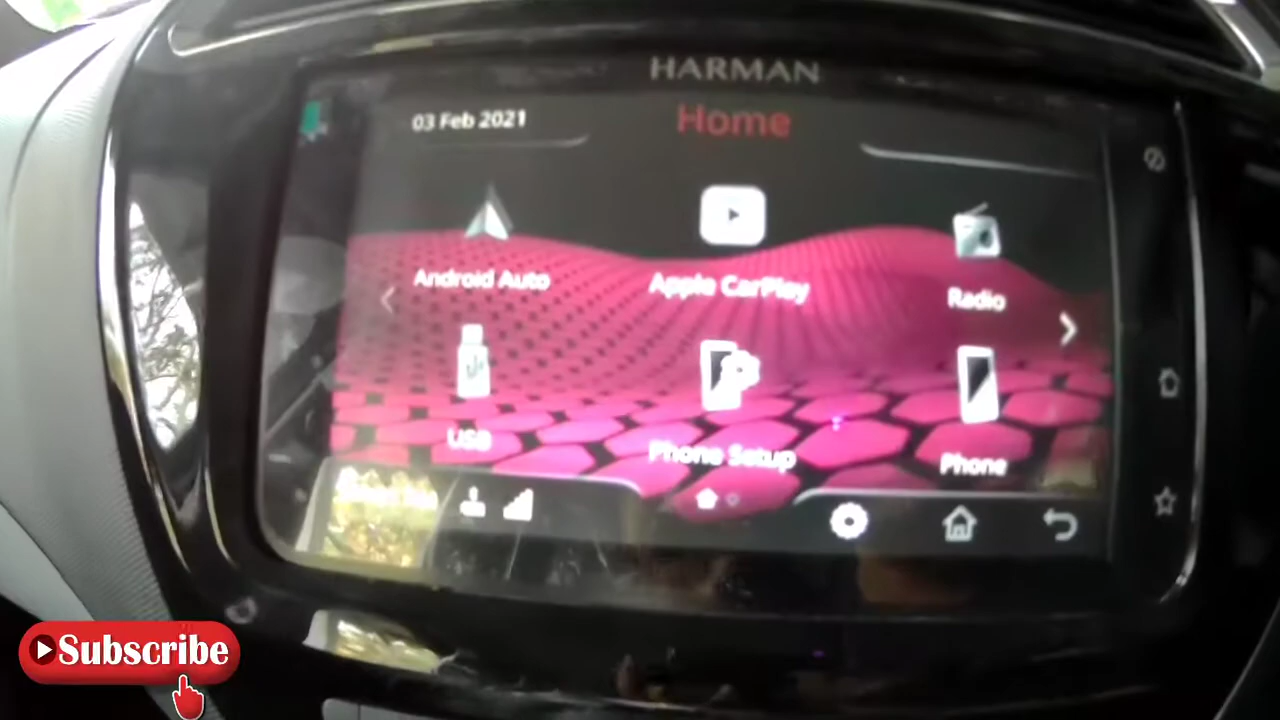 HARMAN
03 Feb 2021
Home
Android Auto
Apple CarPlay
Radio
USB
Phone Setup
Phone
Subscribe